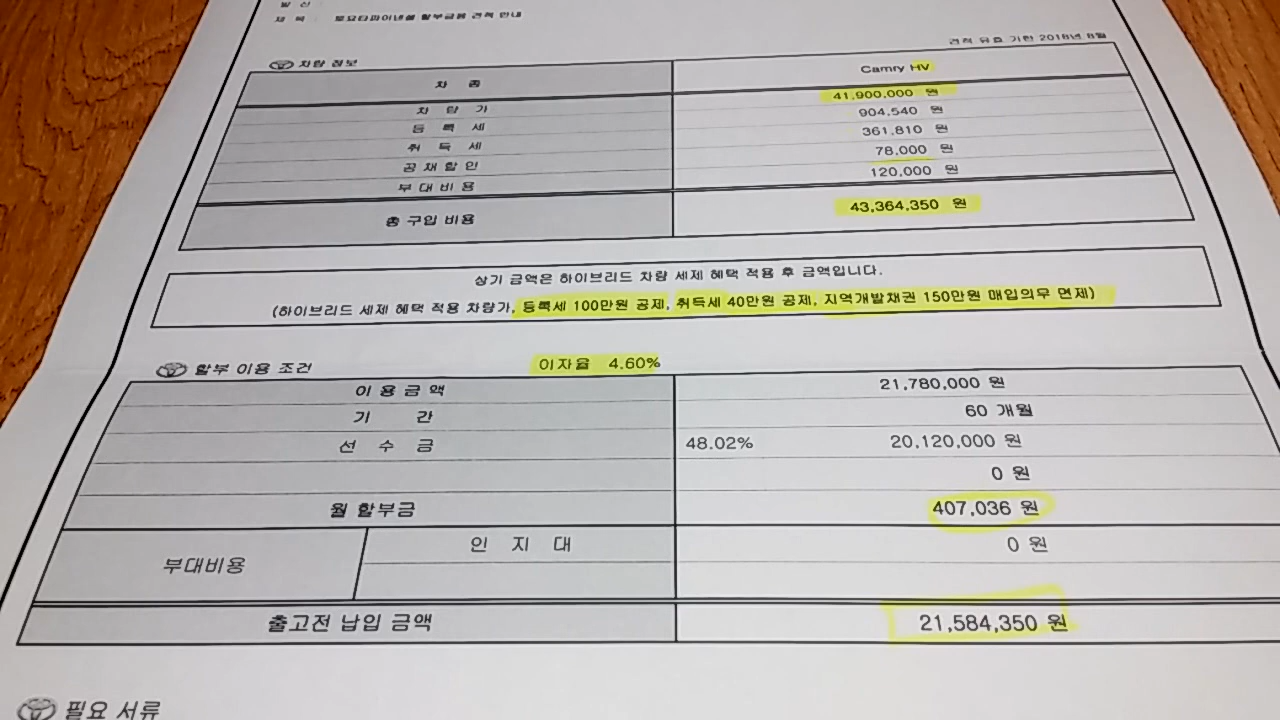 발 신
제 목 : 토요타파이낸셜 할부금융 견적 안내
견적 유효 기한 2018년 8월
차량 정보
차 종 Camry HV
차 량 가 41,900,000 원
등 록 세 904,540 원
취 득 세 361,810 원
공 채 할 인 78,000 원
부 대 비 용 120,000 원
총 구입 비용 43,364,350 원
상기 금액은 하이브리드 차량 세제 혜택 적용 후 금액입니다.
(하이브리드 세제 혜택 적용 차량가, 등록세 100만원 공제, 취득세 40만원 공제, 지역개발채권 150만원 매입의무 면제)
할부 이용 조건 이자율 4.60%
이 용 금 액 21,780,000 원
기 간 60 개월
선 수 금 48.02% 20,120,000 원
0 원
월 할부금 407,036 원
부대비용 인 지 대 0 원
출고전 납입 금액 21,584,350 원
필요 서류